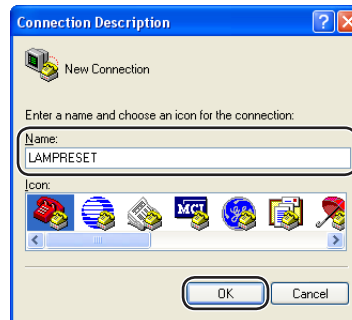 Connection Description
New Connection
Enter a name and choose an icon for the connection:
Name:
LAMPRESET
Icon:
MCI
OK
Cancel